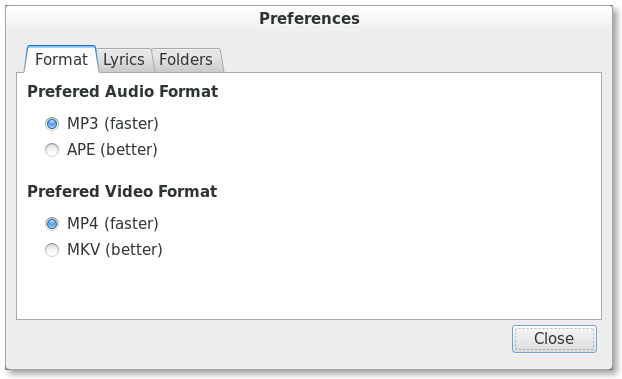 Preferences
Format Lyrics Folders
Prefered Audio Format
MP3 (faster)
APE (better)
Prefered Video Format
MP4 (faster)
MKV (better)
Close